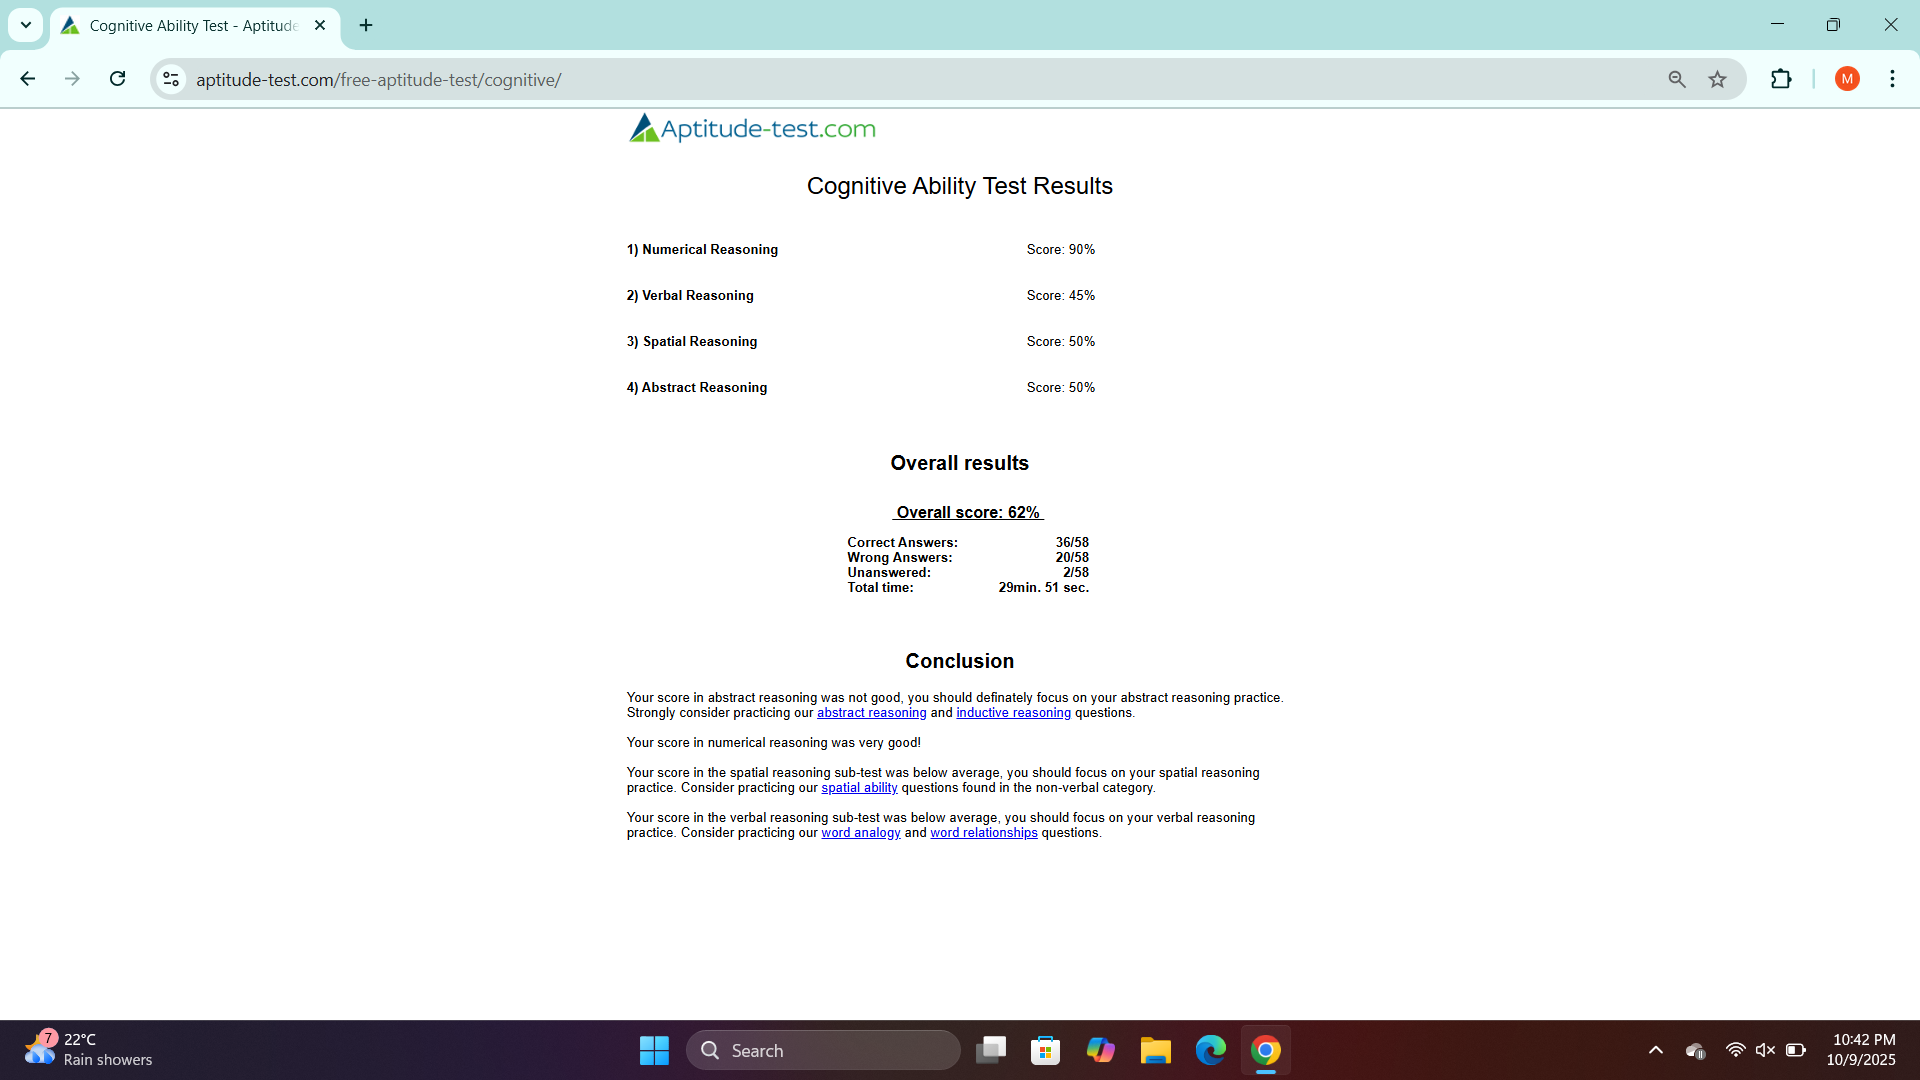 Cognitive Ability Test - Aptitude
aptitude-test.com/free-aptitude-test/cognitive/
M
Aptitude-test.com
Cognitive Ability Test Results
1) Numerical Reasoning Score: 90%
2) Verbal Reasoning Score: 45%
3) Spatial Reasoning Score: 50%
4) Abstract Reasoning Score: 50%
Overall results
Overall score: 62%
Correct Answers: 36/58
Wrong Answers: 20/58
Unanswered: 2/58
Total time: 29min. 51 sec.
Conclusion
Your score in abstract reasoning was not good, you should definately focus on your abstract reasoning practice.
Strongly consider practicing our abstract reasoning and inductive reasoning questions.
Your score in numerical reasoning was very good!
Your score in the spatial reasoning sub-test was below average, you should focus on your spatial reasoning
practice. Consider practicing our spatial ability questions found in the non-verbal category.
Your score in the verbal reasoning sub-test was below average, you should focus on your verbal reasoning
practice. Consider practicing our word analogy and word relationships questions.
7
22°C
Rain showers
Search
10:42 PM
10/9/2025